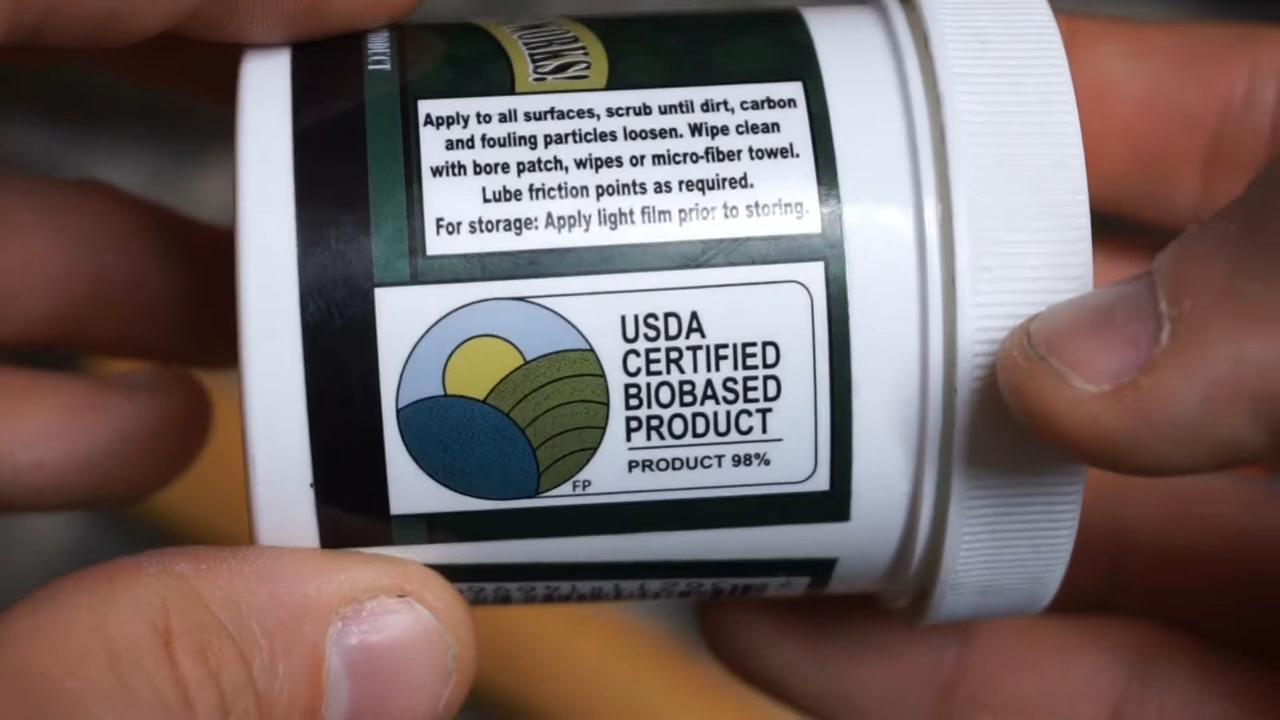 WORKS!
Apply to all surfaces, scrub until dirt, carbon
and fouling particles loosen. Wipe clean
with bore patch, wipes or micro-fiber towel.
Lube friction points as required.
For storage: Apply light film prior to storing.
USDA
CERTIFIED
BIOBASED
PRODUCT
PRODUCT 98%
FP